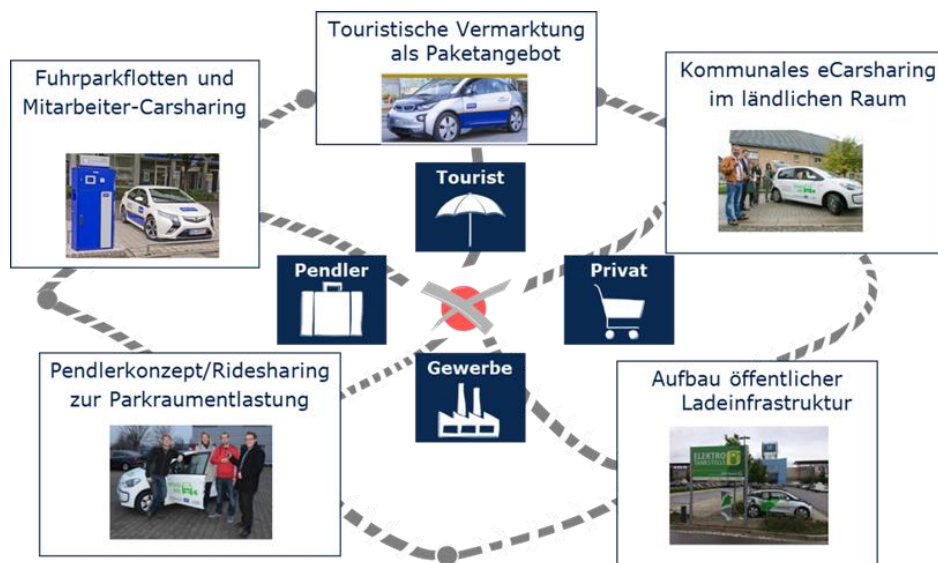 Touristische Vermarktung
als Paketangebot
Fuhrparkflotten und
Mitarbeiter-Carsharing
Kommunales eCarsharing
im ländlichen Raum
Tourist
Pendler
Privat
Gewerbe
Pendlerkonzept/Ridesharing
zur Parkraumentlastung
Aufbau öffentlicher
Ladeinfrastruktur
ELEKTRO
TANKSTELLE